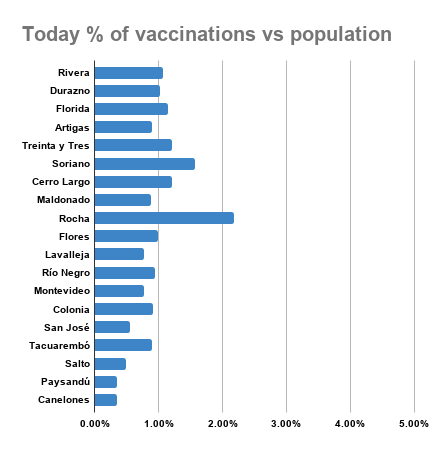 Today % of vaccinations vs population
Rivera
Durazno
Florida
Artigas
Treinta y Tres
Soriano
Cerro Largo
Maldonado
Rocha
Flores
Lavalleja
Río Negro
Montevideo
Colonia
San José
Tacuarembó
Salto
Paysandú
Canelones
0.00% 1.00% 2.00% 3.00% 4.00% 5.00%